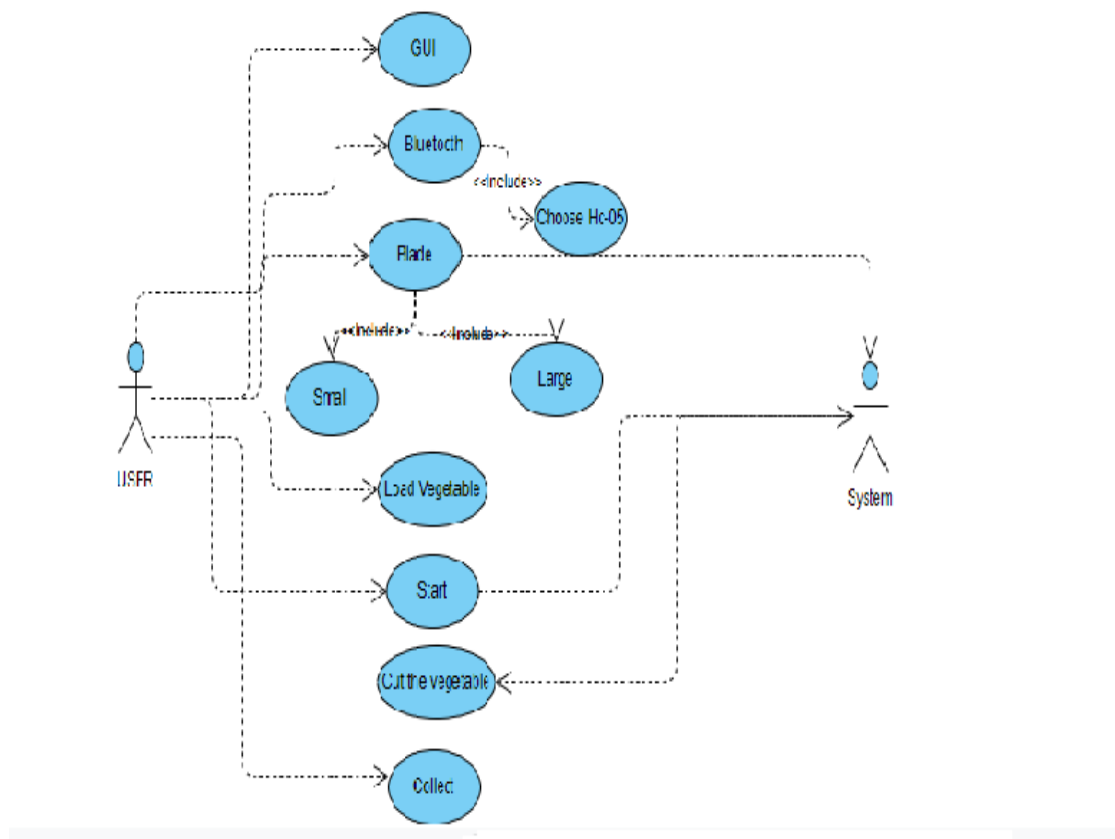 GUI
Bluetooth
<<Include>>
Choose Hc-05
Blade
<<Include>>
<<Include>>
Small
Large
USER
Load Vegetable
System
Start
Cut the vegetable
Collect